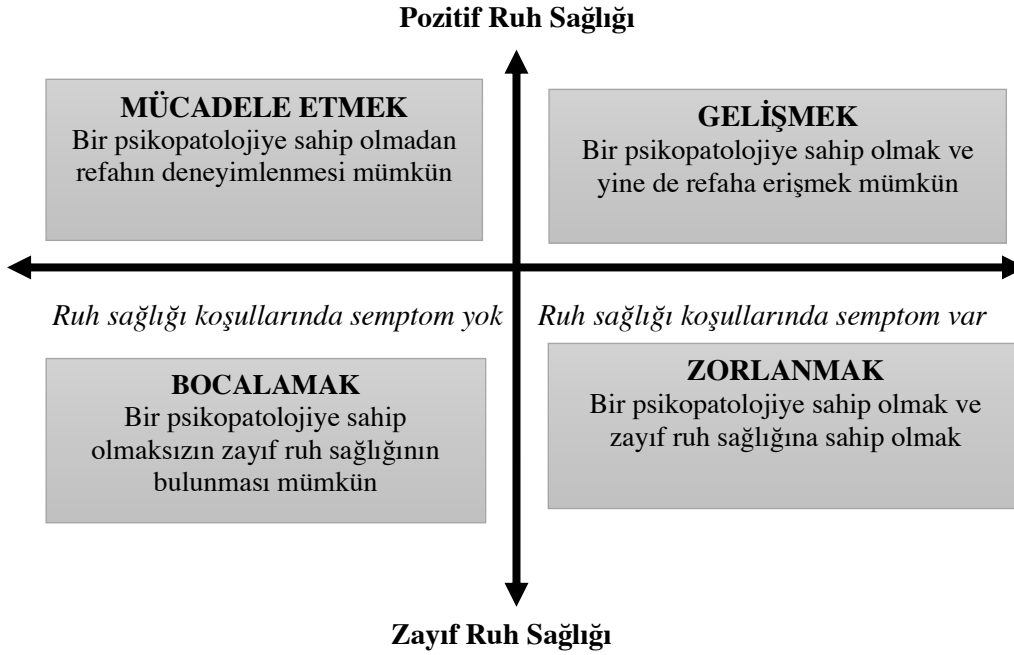 Pozitif Ruh Sağlığı
MÜCADELE ETMEK
Bir psikopatolojiye sahip olmadan
refahın deneyimlenmesi mümkün
GELİŞMEK
Bir psikopatolojiye sahip olmak ve
yine de refaha erişmek mümkün
Ruh sağlığı koşullarında semptom yok
Ruh sağlığı koşullarında semptom var
BOCALAMAK
Bir psikopatolojiye sahip
olmaksızın zayıf ruh sağlığının
bulunması mümkün
ZORLANMAK
Bir psikopatolojiye sahip olmak ve
zayıf ruh sağlığına sahip olmak
Zayıf Ruh Sağlığı